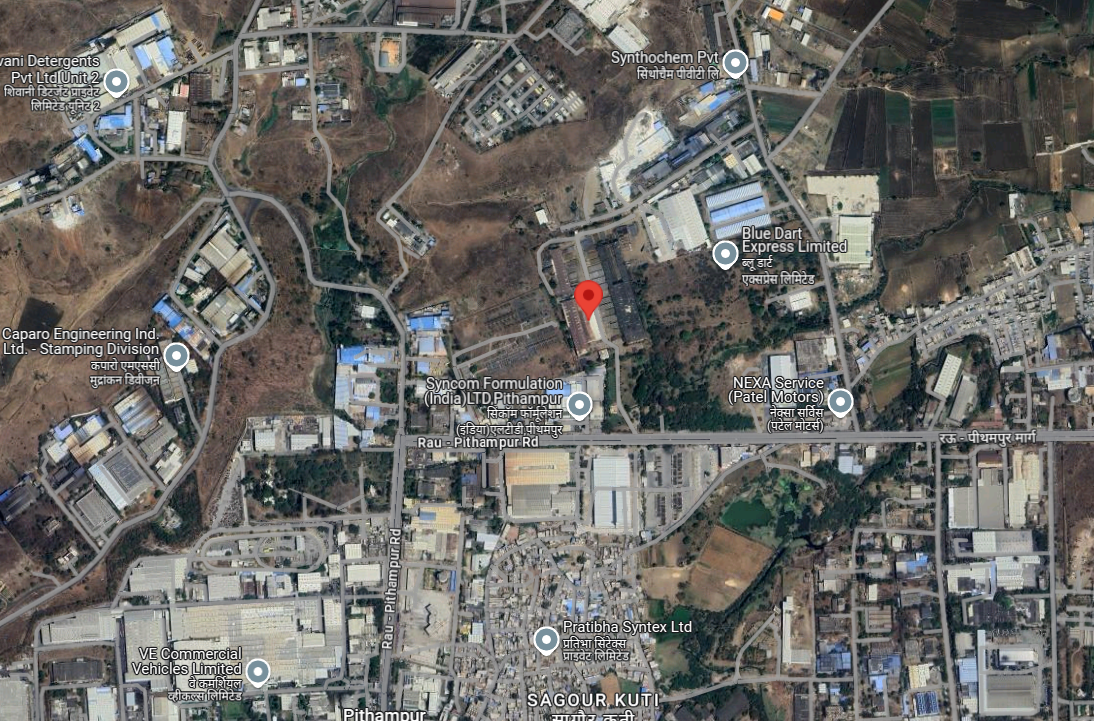 vani Detergents
Pvt Ltd Unit 2
शिवानी डिटर्जेंट प्राइवेट
लिमिटेड यूनिट 2
Synthochem Pvt
सिंथोचैम पीवीटी लि
Blue Dart
Express Limited
ब्लू डार्ट
एक्सप्रेस लिमिटेड
Caparo Engineering Ind.
Ltd. - Stamping Division
कपारो एमएससी
मुद्रांकन डिवीजन
Syncom Formulation
(India)LTD,Pithampur
सिंकॉम फॉर्मूलेशन
(इंडिया)एलटीडी,पीथमपुर
NEXA Service
(Patel Motors)
नेक्सा सर्विस
(पटेल मोटर्स)
Rau - Pithampur Rd
रऊ - पीथमपुर मार्ग
Rau - Pithampur Rd
Pratibha Syntex Ltd
प्रतिभा सिंटेक्स
प्राइवेट लिमिटेड
VE Commercial
Vehicles Limited
वे कमर्शियल
व्हीकल्स लिमिटेड
SAGOUR KUTI
सागौर कुटी
Pithampur